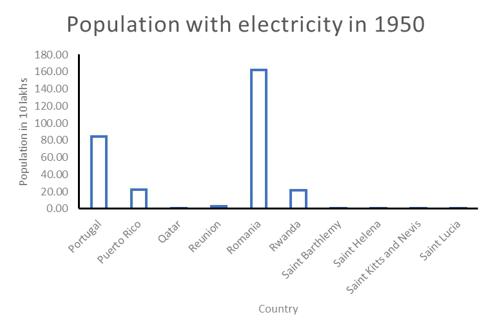 Population with electricity in 1950
Population in 10 lakhs
180.00
160.00
140.00
120.00
100.00
80.00
60.00
40.00
20.00
0.00
Portugal
Puerto Rico
Qatar
Reunion
Romania
Rwanda
Saint Barthlemy
Saint Helena
Saint Kitts and Nevis
Saint Lucia
Country